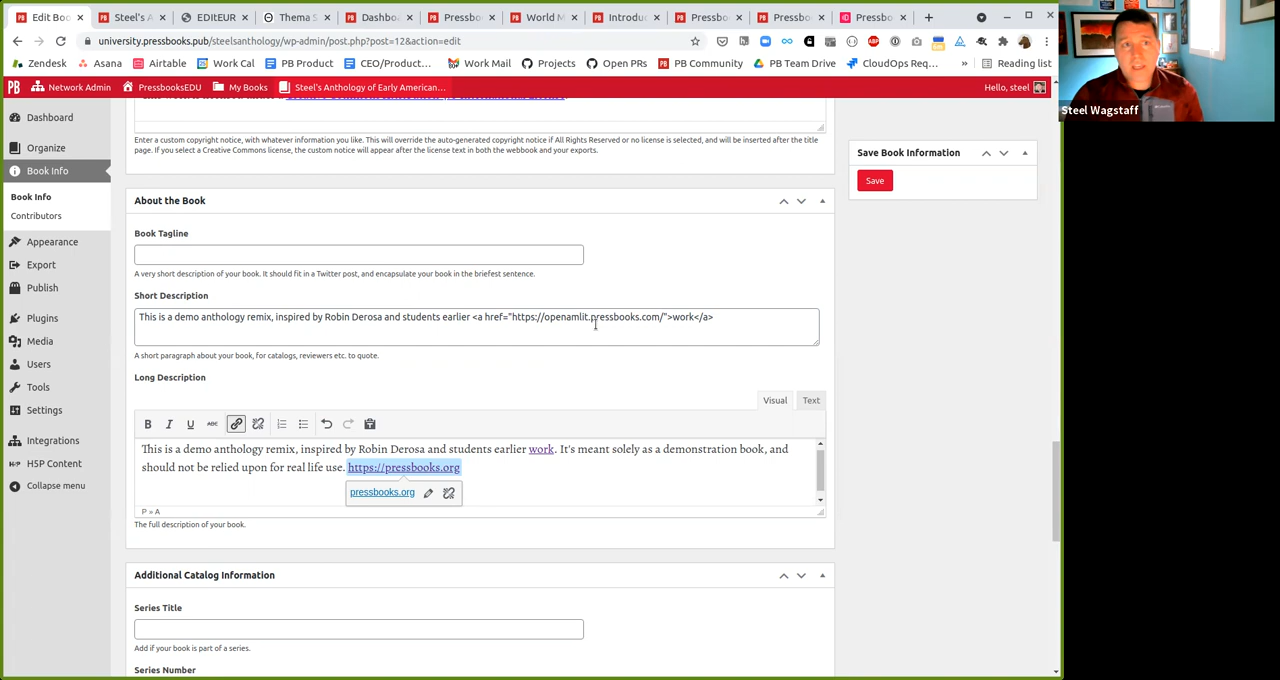 Edit Boo
Steel's A
EDITEUR
Thema S
Dashbo
Pressbo
World M
Introduc
Pressbo
Pressbo
Pressbo
university.pressbooks.pub/steelsanthology/wp-admin/post.php?post=12&action=edit
Zendesk
Asana
Airtable
Work Cal
PB Product
CEO/Product...
Work Mail
Projects
Open PRs
PB Community
PB Team Drive
CloudOps Req...
»
Reading list
Network Admin
PressbooksEDU
My Books
Steel's Anthology of Early American...
Hello, steel
Steel Wagstaff
Dashboard
Organize
Book Info
Book Info
Contributors
Appearance
Export
Publish
Plugins
Media
Users
Tools
Settings
Integrations
H5P Content
Collapse menu
Enter a custom copyright notice, with whatever information you like. This will override the auto-generated copyright notice if All Rights Reserved or no license is selected, and will be inserted after the title
page. If you select a Creative Commons license, the custom notice will appear after the license text in both the webbook and your exports.
Save Book Information
Save
About the Book
Book Tagline
A very short description of your book. It should fit in a Twitter post, and encapsulate your book in the briefest sentence.
Short Description
This is a demo anthology remix, inspired by Robin Derosa and students earlier <a href="https://openamlit.pressbooks.com/">work</a>
A short paragraph about your book, for catalogs, reviewers etc. to quote.
Long Description
Visual
Text
B I U ABC
This is a demo anthology remix, inspired by Robin Derosa and students earlier work. It's meant solely as a demonstration book, and
should not be relied upon for real life use. https://pressbooks.org
pressbooks.org
P » A
The full description of your book.
Additional Catalog Information
Series Title
Add if your book is part of a series.
Series Number